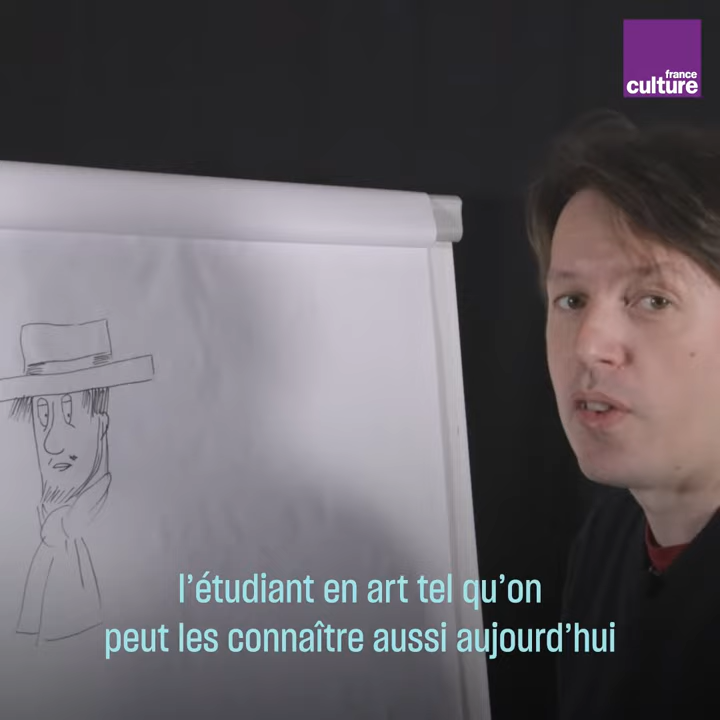 france
culture
l’étudiant en art tel qu’on
peut les connaître aussi aujourd’hui